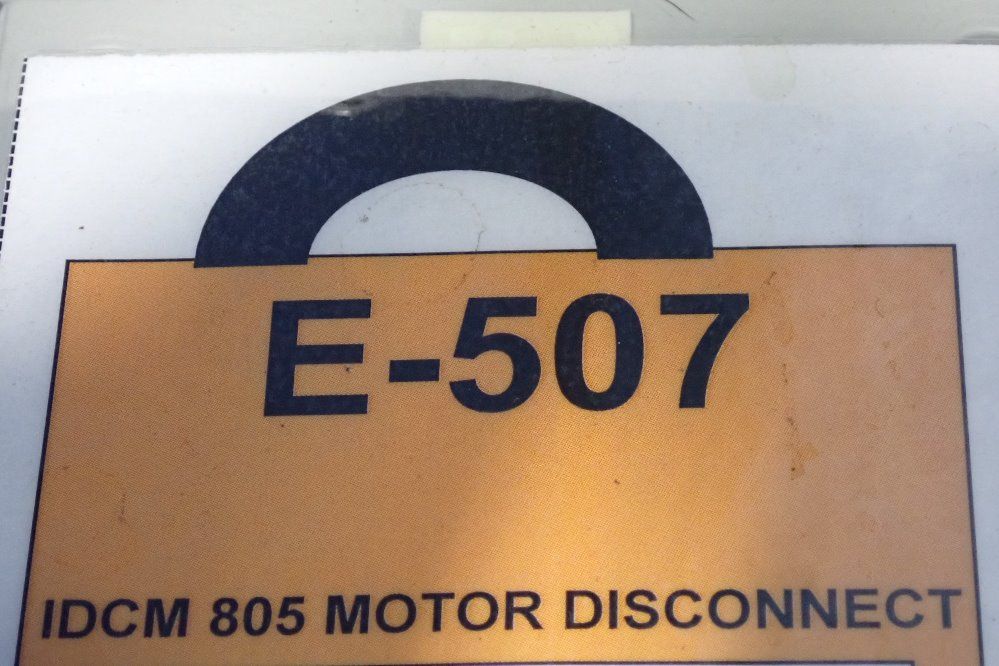 E-507
IDCM 805 MOTOR DISCONNECT